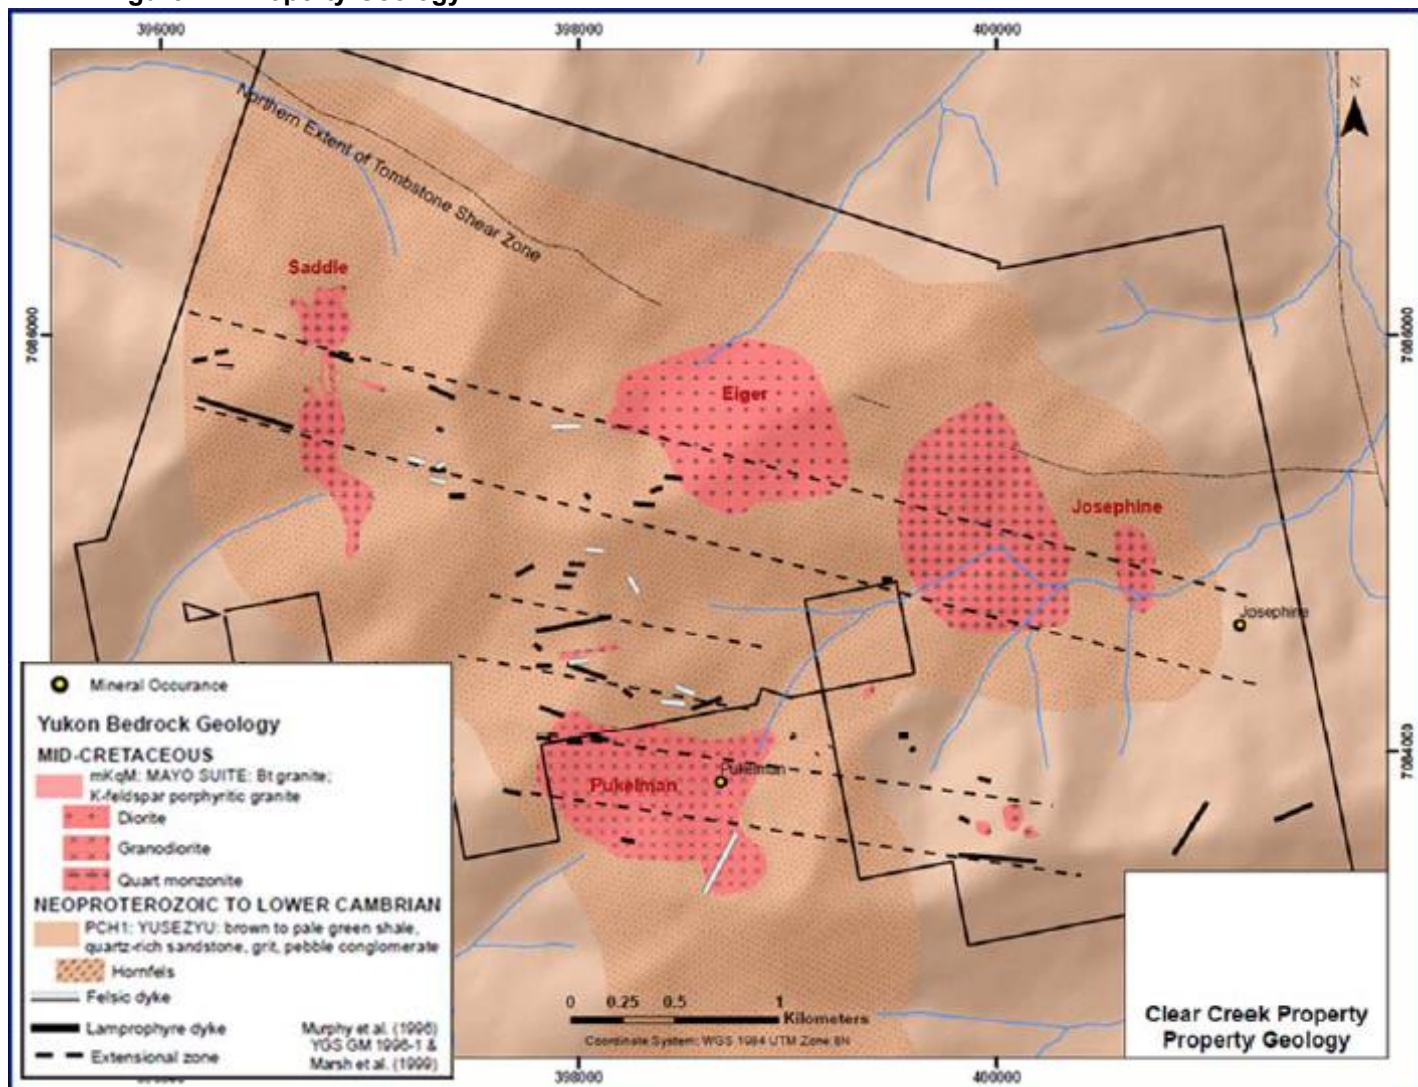 396000 398000 400000
N
Northern Extent of Tombstone Shear Zone
Saddle
7086000 7086000
Eiger
Josephine
Josephine
Mineral Occurance
Yukon Bedrock Geology
MID-CRETACEOUS
mKqM: MAYO SUITE: Bt granite;
K-feldspar porphyritic granite
Diorite
Granodiorite
Quart monzonite
NEOPROTEROZOIC TO LOWER CAMBRIAN
PCH1: YUSEZYU: brown to pale green shale,
quartz-rich sandstone, grit, pebble conglomerate
Hornfels
Felsic dyke
Lamprophyre dyke
Extensional zone
Murphy et al. (1996)
YGS GM 1996-1 &
Marsh et al. (1999)
Pukelman
Pukelman
7084000
0 0.25 0.5 1
Kilometers
Coordinate System: WGS 1984 UTM Zone 8N
Clear Creek Property
Property Geology
398000 400000